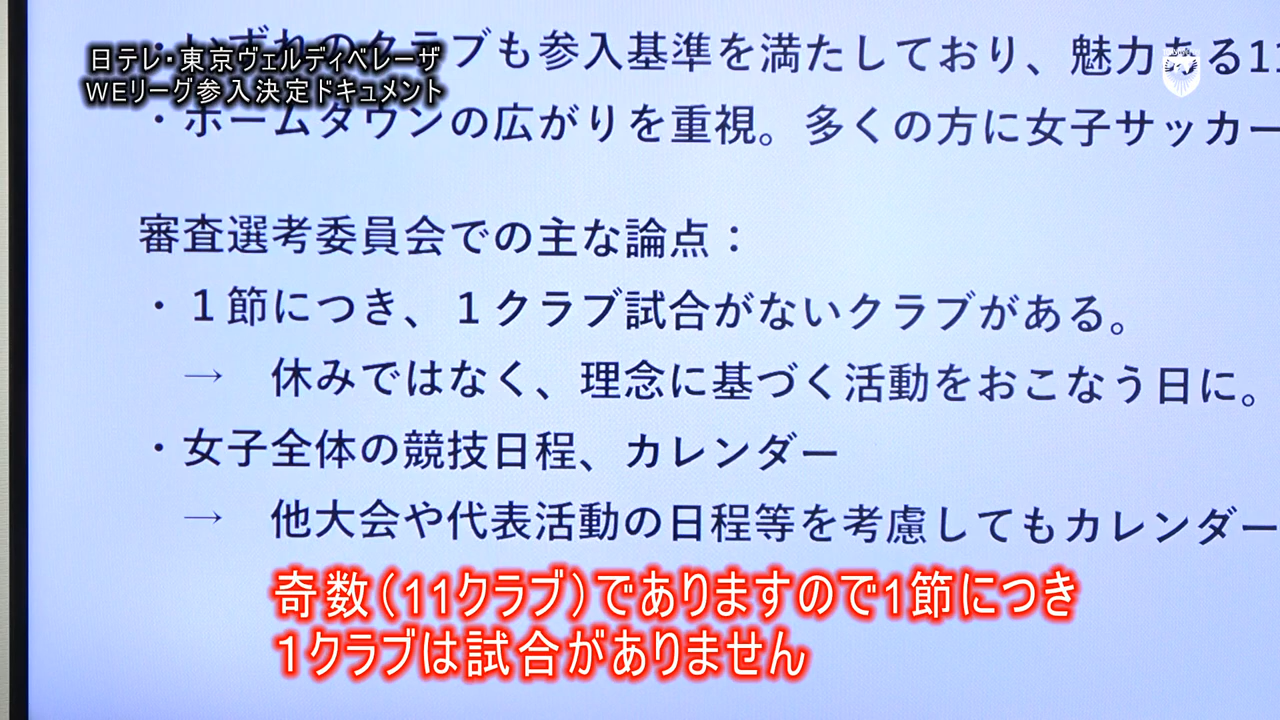 日テレ・東京ヴェルディベレーザ
WEリーグ参入決定ドキュメント
・いずれのクラブも参入基準を満たしており、魅力ある11
・ホームタウンの広がりを重視。多くの方に女子サッカー
審査選考委員会での主な論点：
・１節につき、１クラブ試合がないクラブがある。
→ 休みではなく、理念に基づく活動をおこなう日に。
・女子全体の競技日程、カレンダー
→ 他大会や代表活動の日程等を考慮してもカレンダー
奇数（11クラブ）でありますので1節につき
1クラブは試合がありません